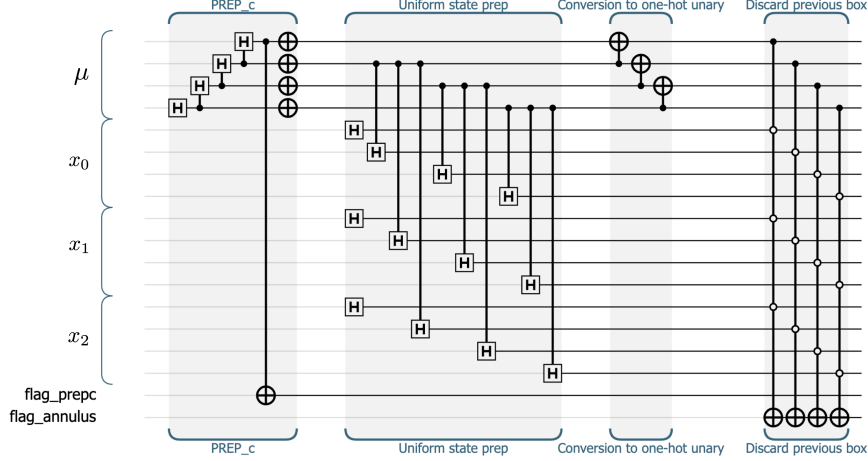 PREP_c Uniform state prep Conversion to one-hot unary Discard previous box
H
H
H
H
μ
H
H
H
H
H
x₀
H
H
H
H
x₁
H
H
H
H
x₂
H
H
flag_prepc
flag_annulus
PREP_c Uniform state prep Conversion to one-hot unary Discard previous box